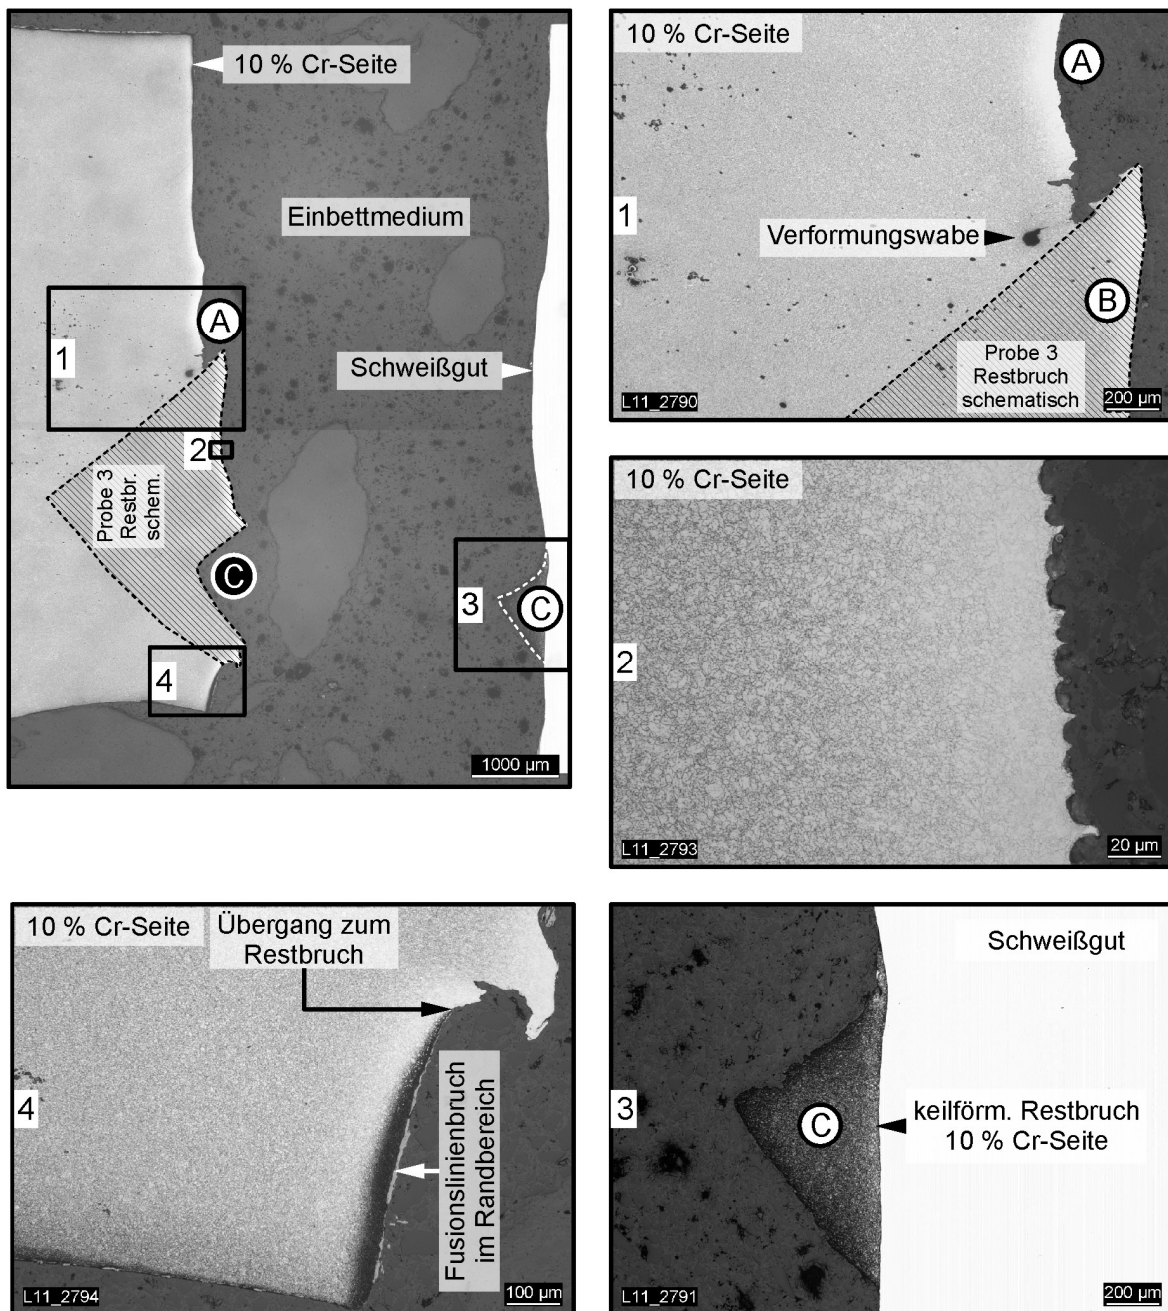 10 % Cr-Seite
Einbettmedium
A
1
Schweißgut
2
Probe 3
Restbr.
schem.
C
3
C
4
1000 µm
10 % Cr-Seite
A
1
Verformungswabe
B
Probe 3
Restbruch
schematisch
L11_2790
200 µm
10 % Cr-Seite
2
L11_2793
20 µm
10 % Cr-Seite
Übergang zum
Restbruch
4
Fusionslinienbruch
im Randbereich
L11_2794
100 µm
Schweißgut
3
C
keilförm. Restbruch
10 % Cr-Seite
L11_2791
200 µm